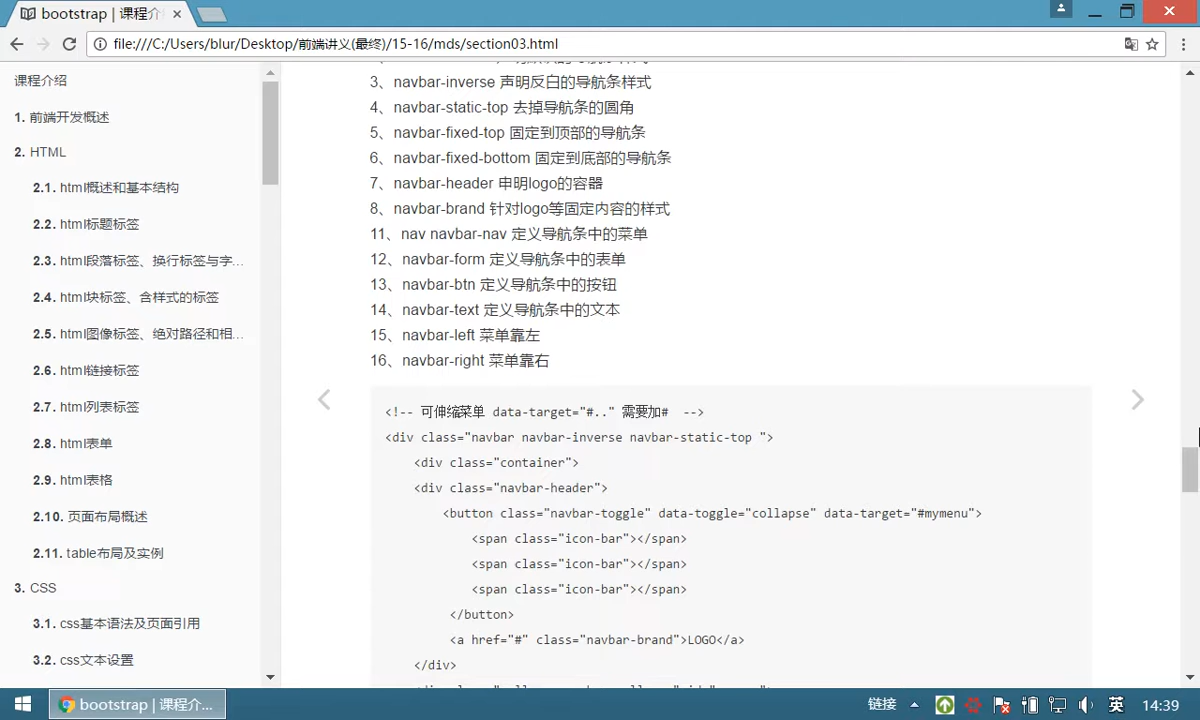 bootstrap | 课程介
file:///C:/Users/blur/Desktop/前端讲义(最终)/15-16/mds/section03.html
课程介绍
1. 前端开发概述
2. HTML
2.1. html概述和基本结构
2.2. html标题标签
2.3. html段落标签、换行标签与字…
2.4. html块标签、含样式的标签
2.5. html图像标签、绝对路径和相…
2.6. html链接标签
2.7. html列表标签
2.8. html表单
2.9. html表格
2.10. 页面布局概述
2.11. table布局及实例
3. CSS
3.1. css基本语法及页面引用
3.2. css文本设置
3、navbar-inverse 声明反白的导航条样式
4、navbar-static-top 去掉导航条的圆角
5、navbar-fixed-top 固定到顶部的导航条
6、navbar-fixed-bottom 固定到底部的导航条
7、navbar-header 申明logo的容器
8、navbar-brand 针对logo等固定内容的样式
11、nav navbar-nav 定义导航条中的菜单
12、navbar-form 定义导航条中的表单
13、navbar-btn 定义导航条中的按钮
14、navbar-text 定义导航条中的文本
15、navbar-left 菜单靠左
16、navbar-right 菜单靠右
<!-- 可伸缩菜单 data-target="#.." 需要加# -->
<div class="navbar navbar-inverse navbar-static-top ">
<div class="container">
<div class="navbar-header">
<button class="navbar-toggle" data-toggle="collapse" data-target="#mymenu">
<span class="icon-bar"></span>
<span class="icon-bar"></span>
<span class="icon-bar"></span>
</button>
<a href="#" class="navbar-brand">LOGO</a>
</div>
bootstrap | 课程介...
链接
英
14:39